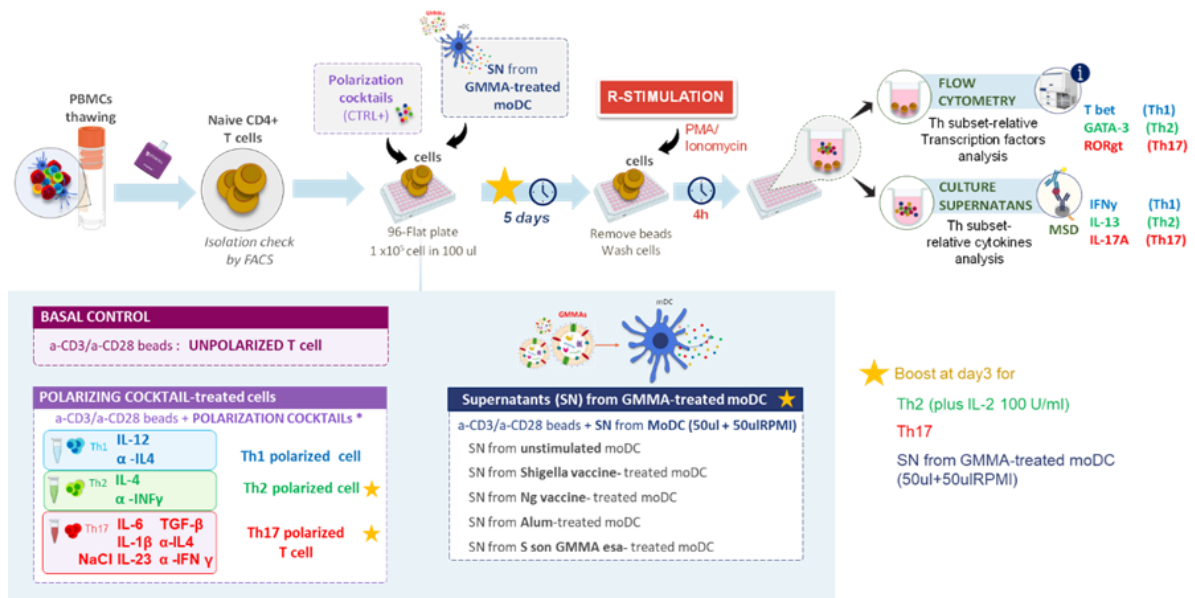 PBMCs
thawing
Naive CD4+
T cells
Isolation check
by FACS
Polarization
cocktails
(CTRL+)
GMMAs
mDC
SN from
GMMA-treated
moDC
cells
96-Flat plate
1 x10⁵ cell in 100 ul
5 days
R-STIMULATION
PMA/
Ionomycin
cells
Remove beads
Wash cells
4h
FLOW
CYTOMETRY
Th subset-relative
Transcription factors
analysis
T bet (Th1)
GATA-3 (Th2)
RORgt (Th17)
CULTURE
SUPERNATANS
Th subset-
relative cytokines
analysis
MSD
IFNγ (Th1)
IL-13 (Th2)
IL-17A (Th17)
BASAL CONTROL
a-CD3/a-CD28 beads : UNPOLARIZED T cell
POLARIZING COCKTAIL-treated cells
a-CD3/a-CD28 beads + POLARIZATION COCKTAILs *
Th1 IL-12
α -IL4
Th1 polarized cell
Th2 IL-4
α -INFγ
Th2 polarized cell
Th17 IL-6 TGF-β
IL-1β α-IL4
NaCl IL-23 α -IFN γ
Th17 polarized
T cell
GMMAs
mDC
Supernatants (SN) from GMMA-treated moDC
a-CD3/a-CD28 beads + SN from MoDC (50ul + 50ulRPMI)
SN from unstimulated moDC
SN from Shigella vaccine- treated moDC
SN from Ng vaccine- treated moDC
SN from Alum-treated moDC
SN from S son GMMA esa- treated moDC
Boost at day3 for
Th2 (plus IL-2 100 U/ml)
Th17
SN from GMMA-treated moDC
(50ul+50ulRPMI)